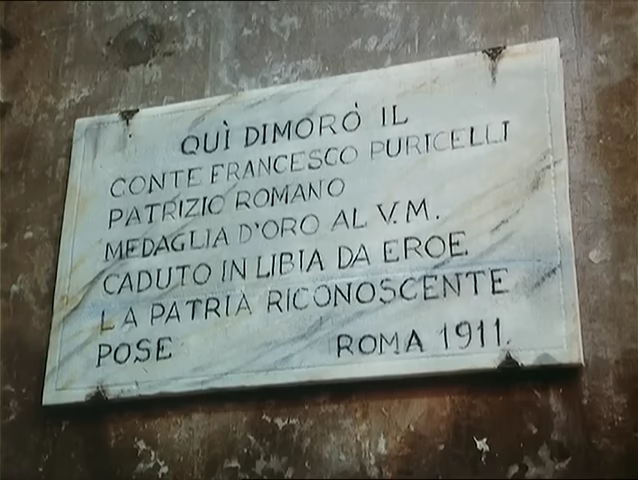 QUÌ DIMORÒ IL
CONTE FRANCESCO PURICELLI
PATRIZIO ROMANO
MEDAGLIA D'ORO AL V.M.
CADUTO IN LIBIA DA EROE
LA PATRIA RICONOSCENTE
POSE ROMA 1911.